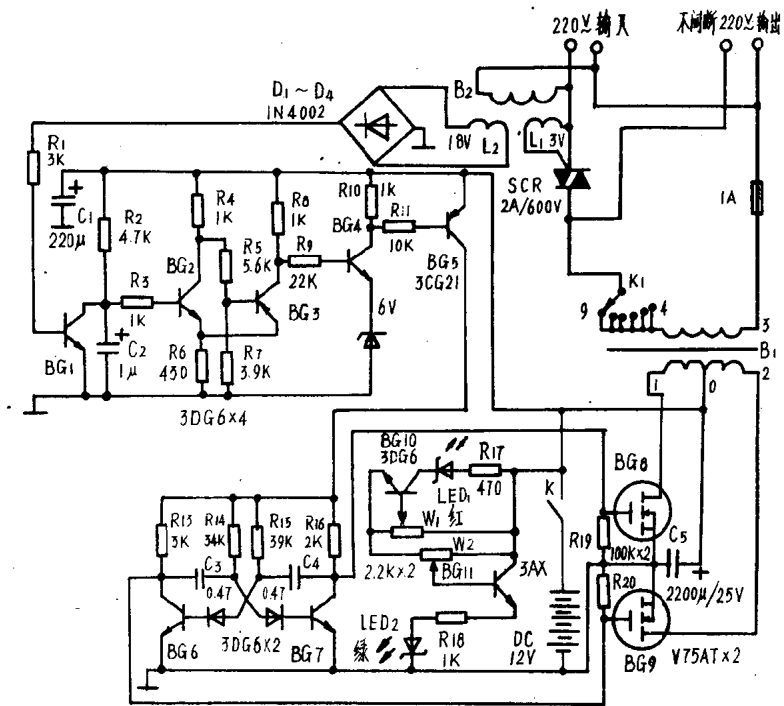 220V~输入
不间断220V~输出
D1~D4
1N4002
B2
18V
L2
L1
3V
SCR
2A/600V
1A
R1
3K
C1
220μ
R2
4.7K
R3
1K
R4
1K
BG2
R5
5.6K
R8
1K
R9
22K
BG3
R10
1K
BG4
R11
10K
BG5
3CG21
6V
K1
9
4
3
B1
1
0
2
BG1
C2
1μ
R6
430
R7
3.9K
3DG6×4
BG10
3DG6
LED1
红
R17
470
W1
W2
2.2K×2
BG11
3AX
K
BG8
R19
100K×2
C5
2200μ/25V
R20
BG9
V75AT×2
R13
3K
R14
34K
R15
39K
R16
2K
C3
0.47
C4
0.47
BG6
3DG6×2
BG7
LED2
绿
R18
1K
DC
12V